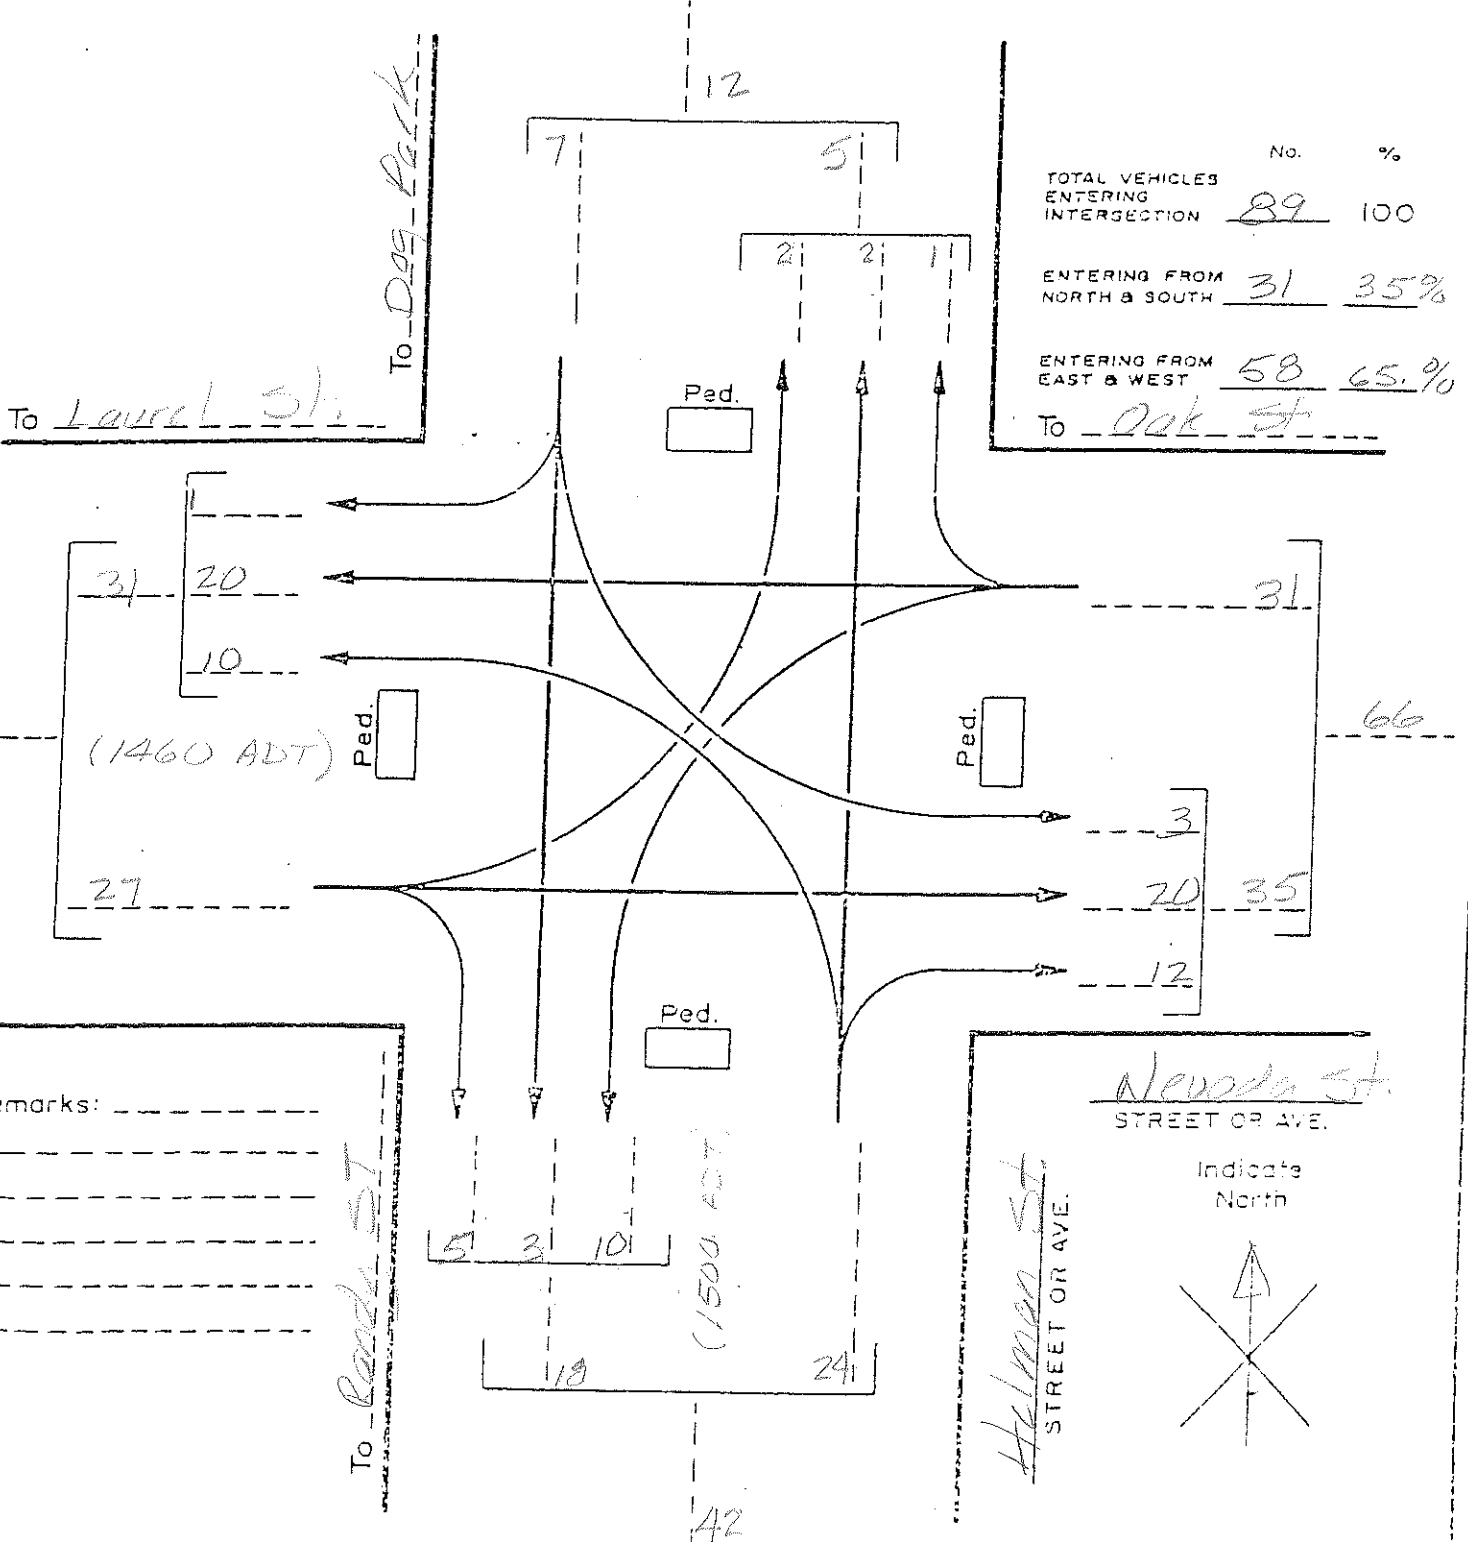 12
7
5
No. %
TOTAL VEHICLES
ENTERING
INTERSECTION 89 100
2 2 1
ENTERING FROM
NORTH & SOUTH 31 35%
ENTERING FROM
EAST & WEST 58 65.%
To Dog Park
To Laurel St.
Ped.
To Oak St
1
31 20
10
31
(1460 ADT)
Ped.
Ped.
66
3
27
20 35
12
Ped.
emarks:
Nevada St.
STREET OR AVE.
Indicate
North
5 3 10
(1500 ADT)
18 24
To Randy ST
Helman St.
STREET OR AVE.
42